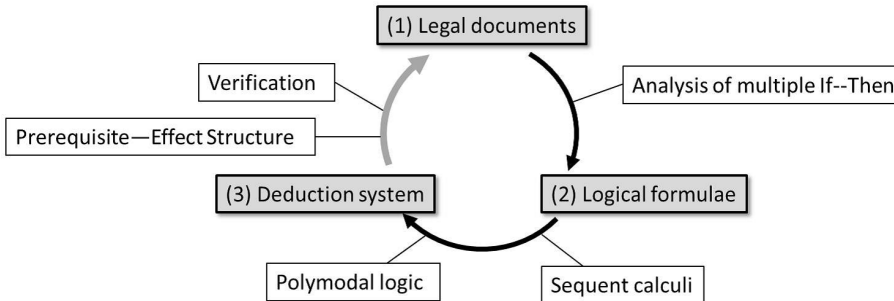 (1) Legal documents
Verification
Analysis of multiple If--Then
Prerequisite—Effect Structure
(3) Deduction system
(2) Logical formulae
Polymodal logic
Sequent calculi